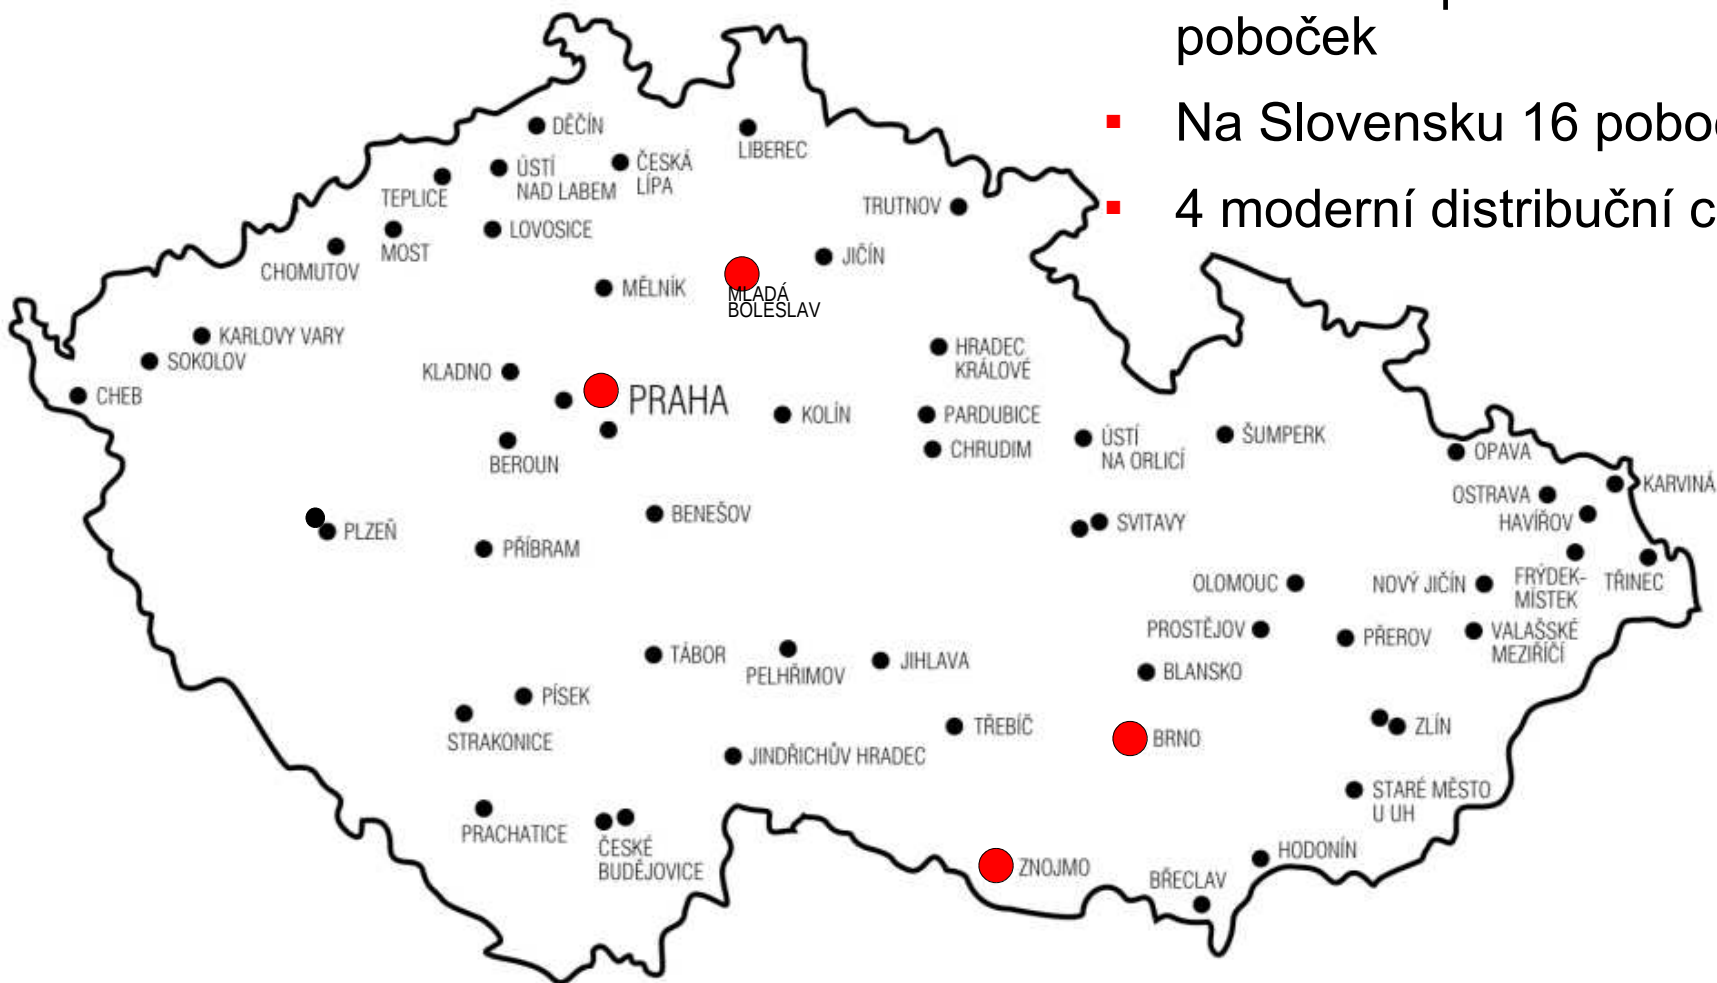 poboček
Na Slovensku 16
4 moderní distribuční
DĚČÍN
ÚSTÍ
NAD LABEM
ČESKÁ
LÍPA
LIBEREC
TEPLICE
TRUTNOV
LOVOSICE
MOST
CHOMUTOV
JIČÍN
MĚLNÍK
MLADÁ
BOLESLAV
KARLOVY VARY
SOKOLOV
CHEB
KLADNO
PRAHA
HRADEC
KRÁLOVÉ
KOLÍN
PARDUBICE
CHRUDIM
ÚSTÍ
NA ORLICÍ
ŠUMPERK
BEROUN
OPAVA
OSTRAVA
KARVINÁ
HAVÍŘOV
PLZEŇ
BENEŠOV
PŘÍBRAM
SVITAVY
OLOMOUC
NOVÝ JIČÍN
FRÝDEK-
MÍSTEK
TŘINEC
PROSTĚJOV
PŘEROV
VALAŠSKÉ
MEZIŘÍČÍ
TÁBOR
PELHŘIMOV
JIHLAVA
BLANSKO
PÍSEK
STRAKONICE
TŘEBÍČ
BRNO
ZLÍN
JINDŘICHŮV HRADEC
STARÉ MĚSTO
U UH
PRACHATICE
ČESKÉ
BUDĚJOVICE
HODONÍN
ZNOJMO
BŘECLAV